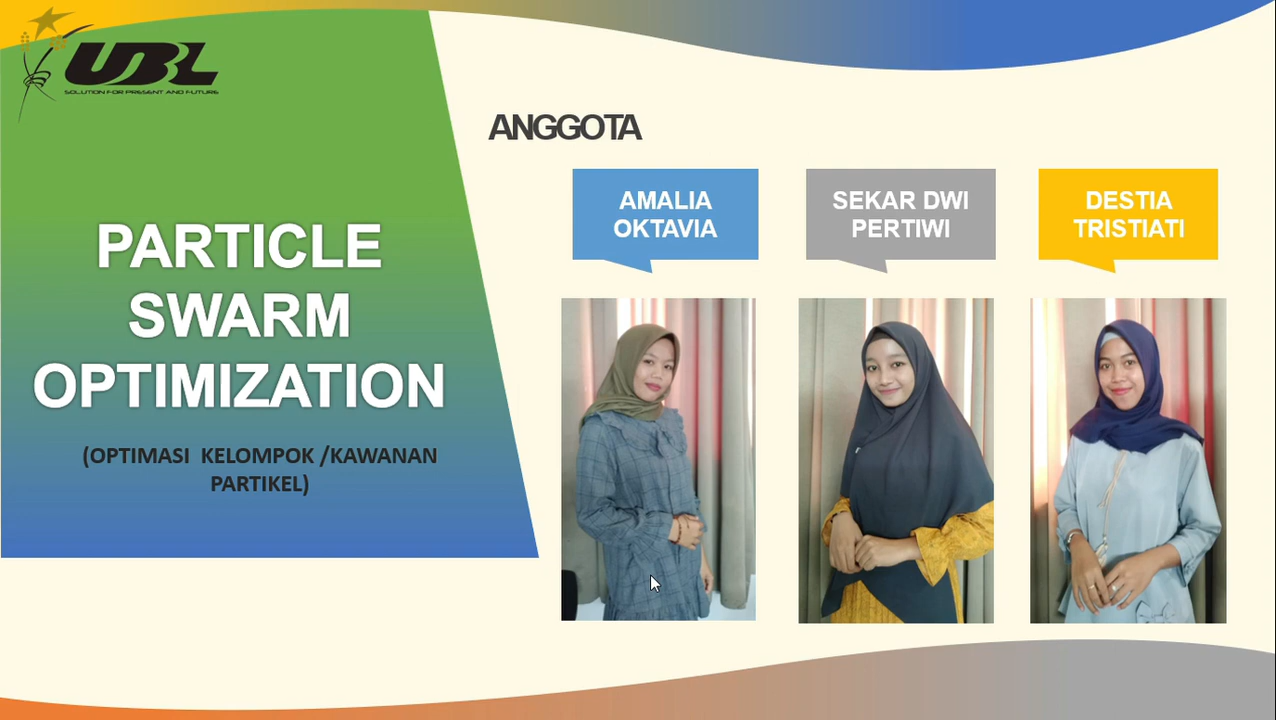 UBL
SOLUTION FOR PRESENT AND FUTURE
PARTICLE
SWARM
OPTIMIZATION
(OPTIMASI KELOMPOK /KAWANAN
PARTIKEL)
ANGGOTA
AMALIA
OKTAVIA
SEKAR DWI
PERTIWI
DESTIA
TRISTIATI